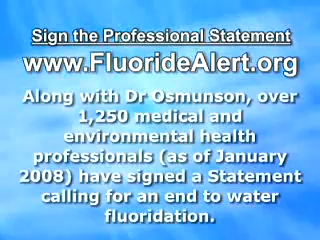 Sign the Professional Statement
www.FluorideAlert.org
Along with Dr Osmunson, over
1,250 medical and
environmental health
professionals (as of January
2008) have signed a Statement
calling for an end to water
fluoridation.